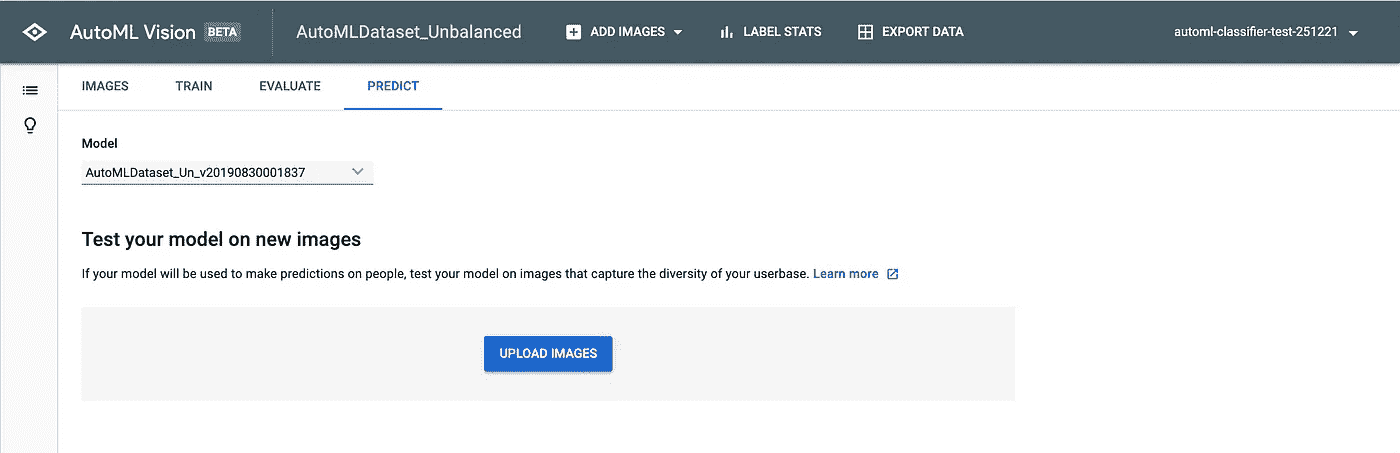 AutoML Vision BETA AutoMLDataset_Unbalanced ADD IMAGES LABEL STATS EXPORT DATA automl-classifier-test-251221
IMAGES TRAIN EVALUATE PREDICT
Model
AutoMLDataset_Un_v20190830001837
Test your model on new images
If your model will be used to make predictions on people, test your model on images that capture the diversity of your userbase. Learn more
UPLOAD IMAGES